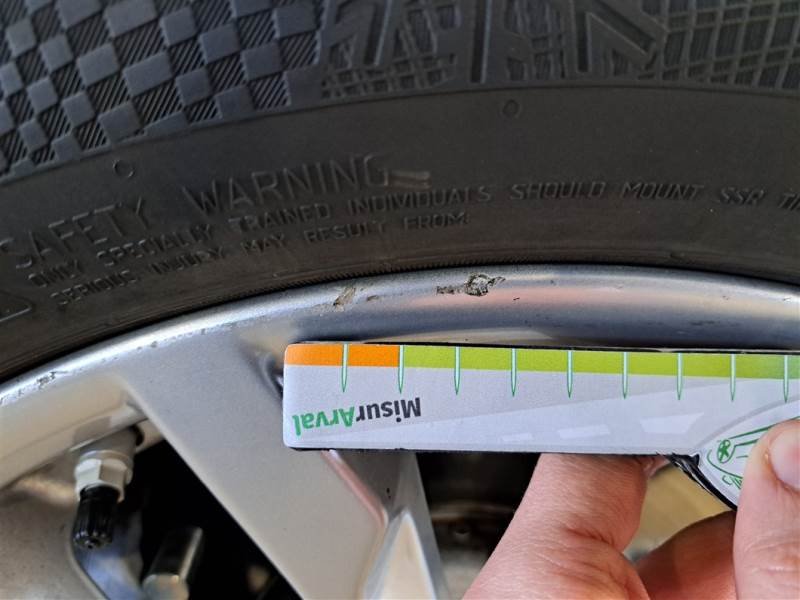 SAFETY WARNING
ONLY SPECIALLY TRAINED INDIVIDUALS SHOULD MOUNT SSR
SERIOUS INJURY MAY RESULT FROM
MisurArval